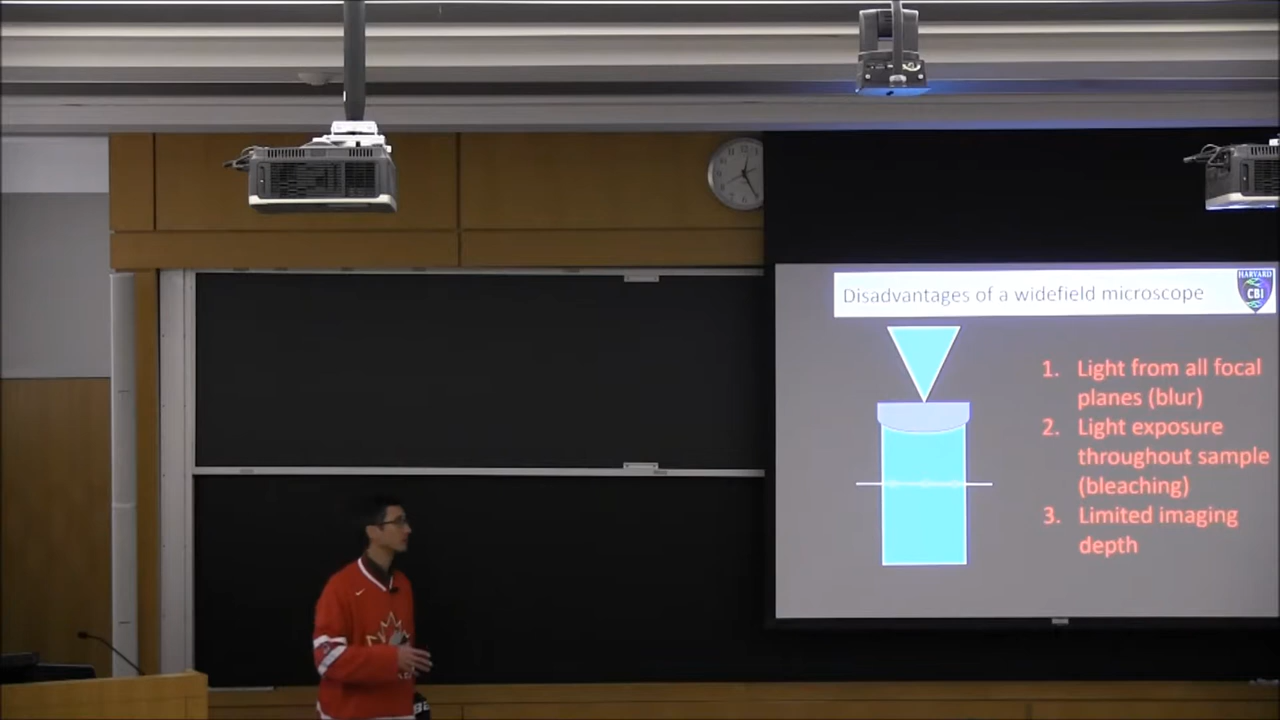 Disadvantages of a widefield microscope
HARVARD
CBI
1. Light from all focal
planes (blur)
2. Light exposure
throughout sample
(bleaching)
3. Limited imaging
depth